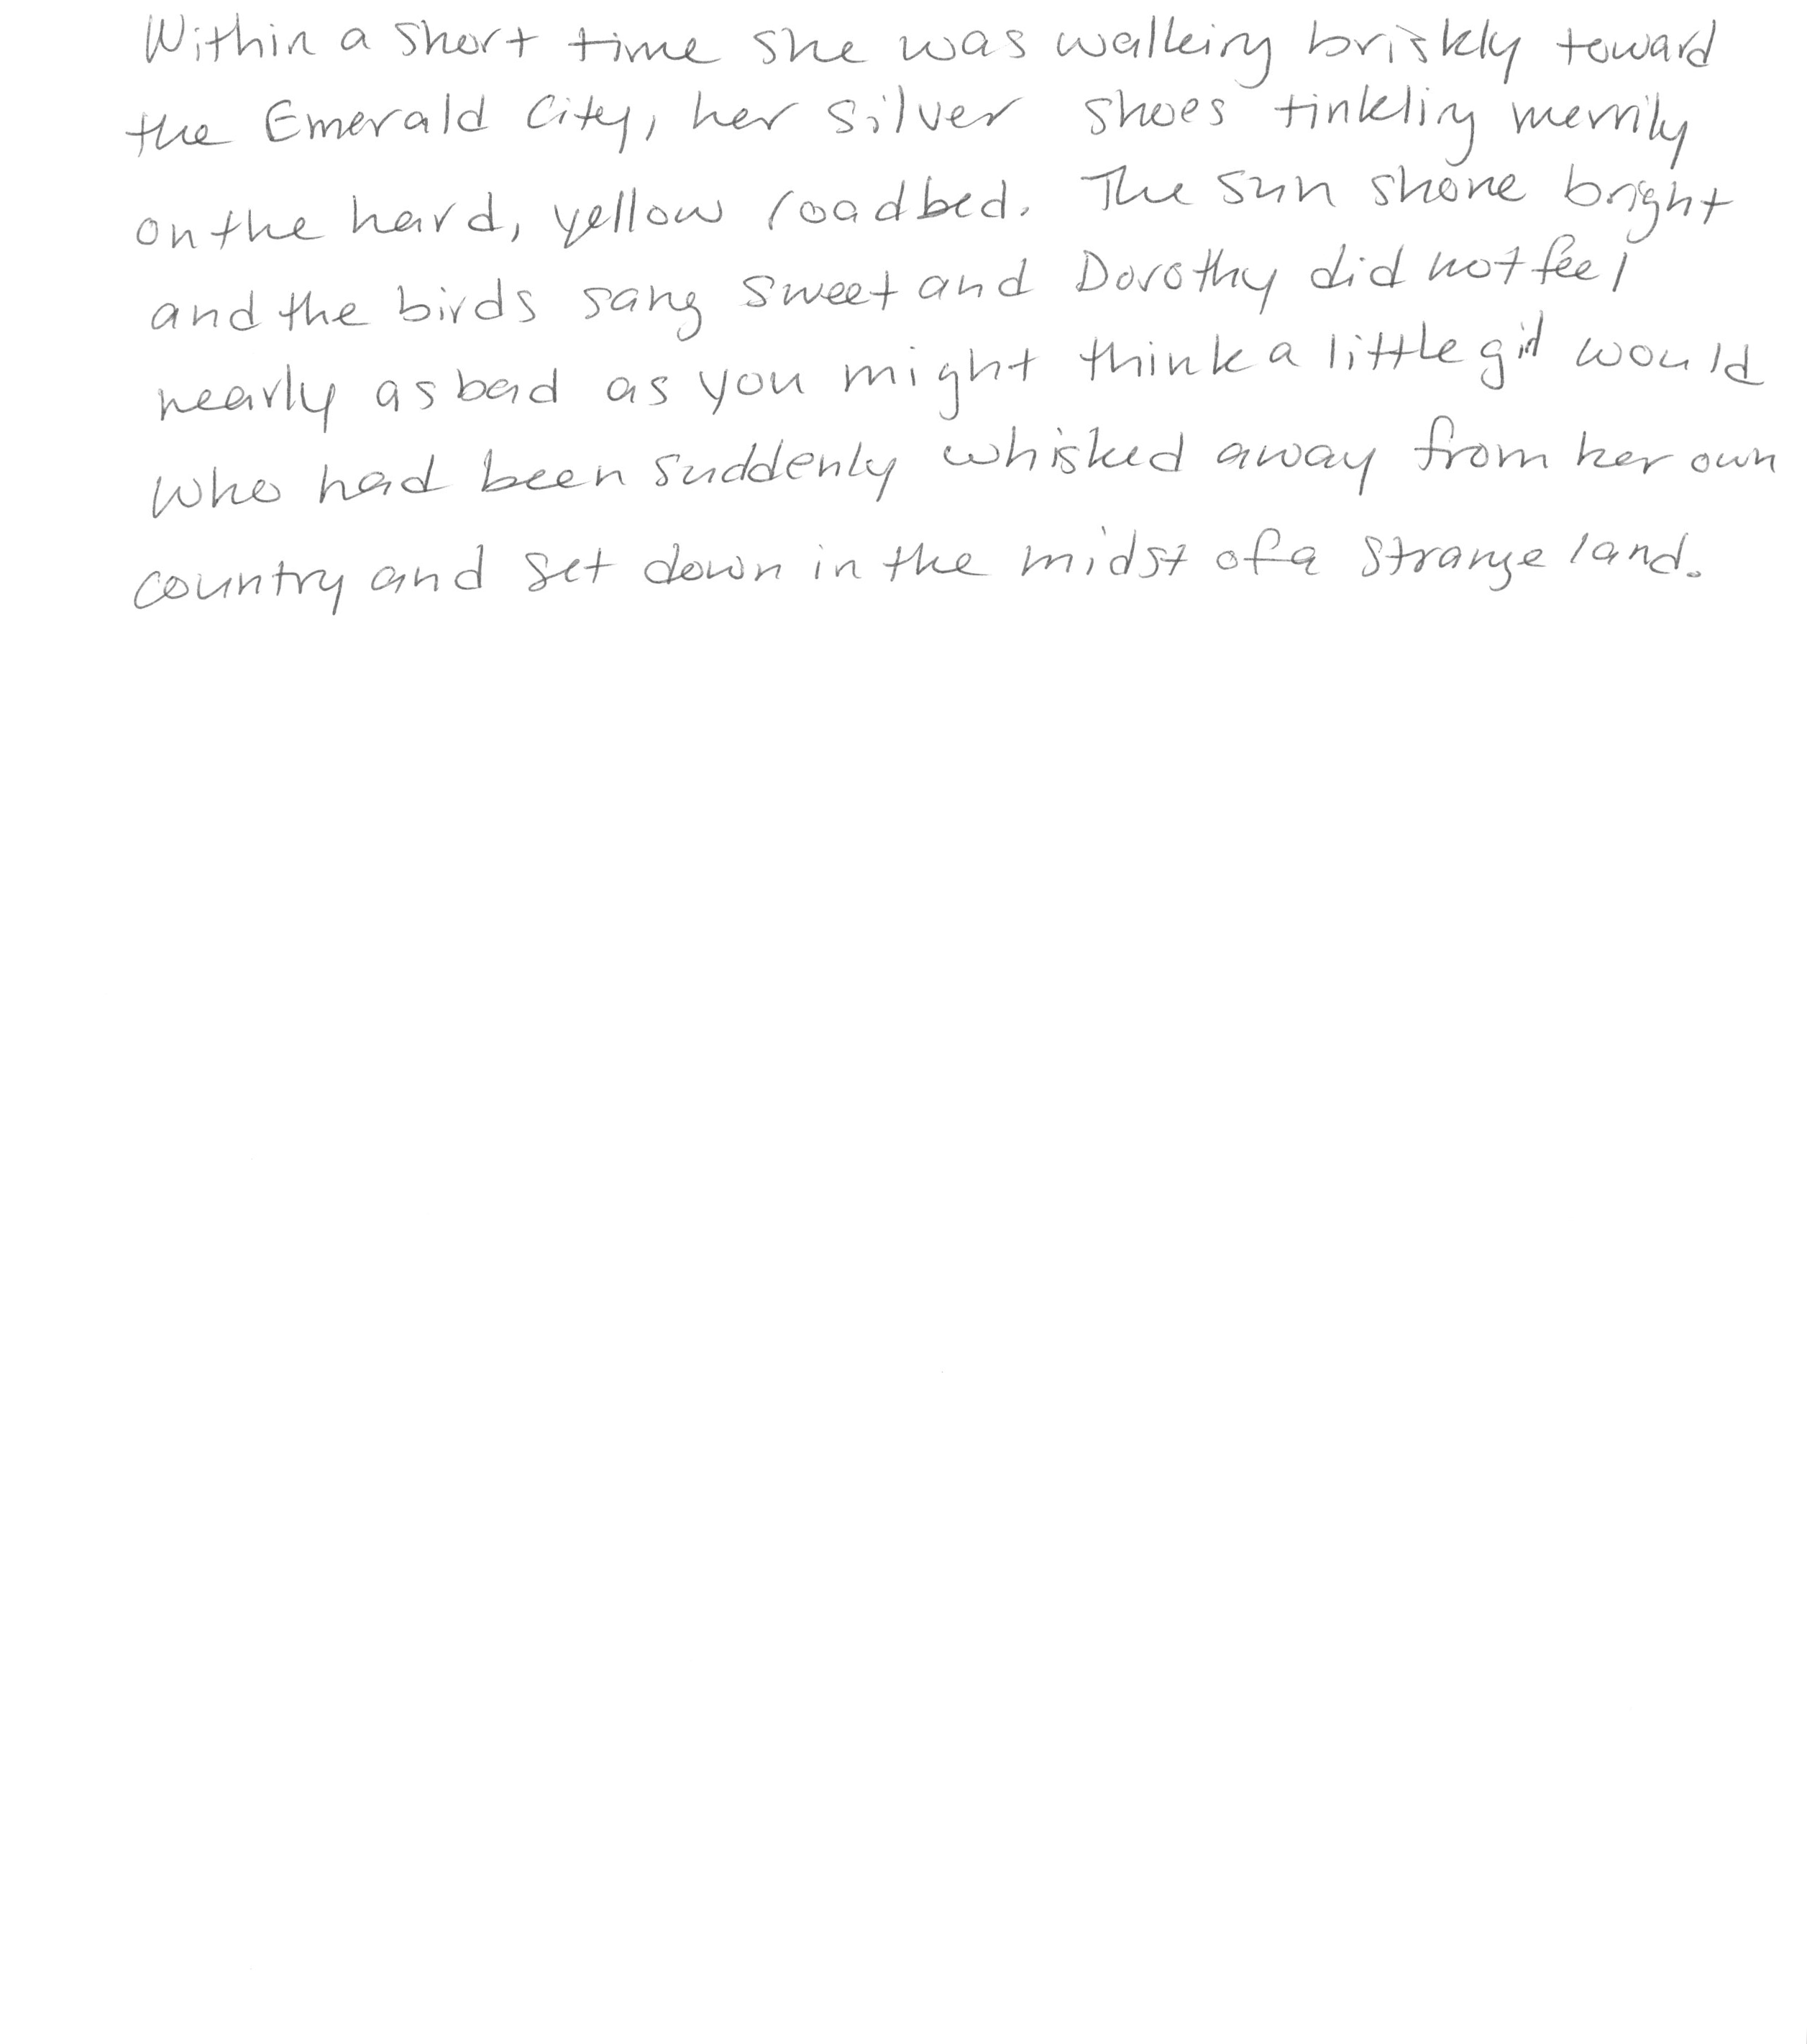 Within a short time she was walking briskly toward
the Emerald City, her silver shoes tinkling merrily
on the hard, yellow roadbed. The sun shone bright
and the birds sang sweet and Dorothy did not feel
nearly as bad as you might think a little girl would
who had been suddenly whisked away from her own
country and set down in the midst of a strange land.